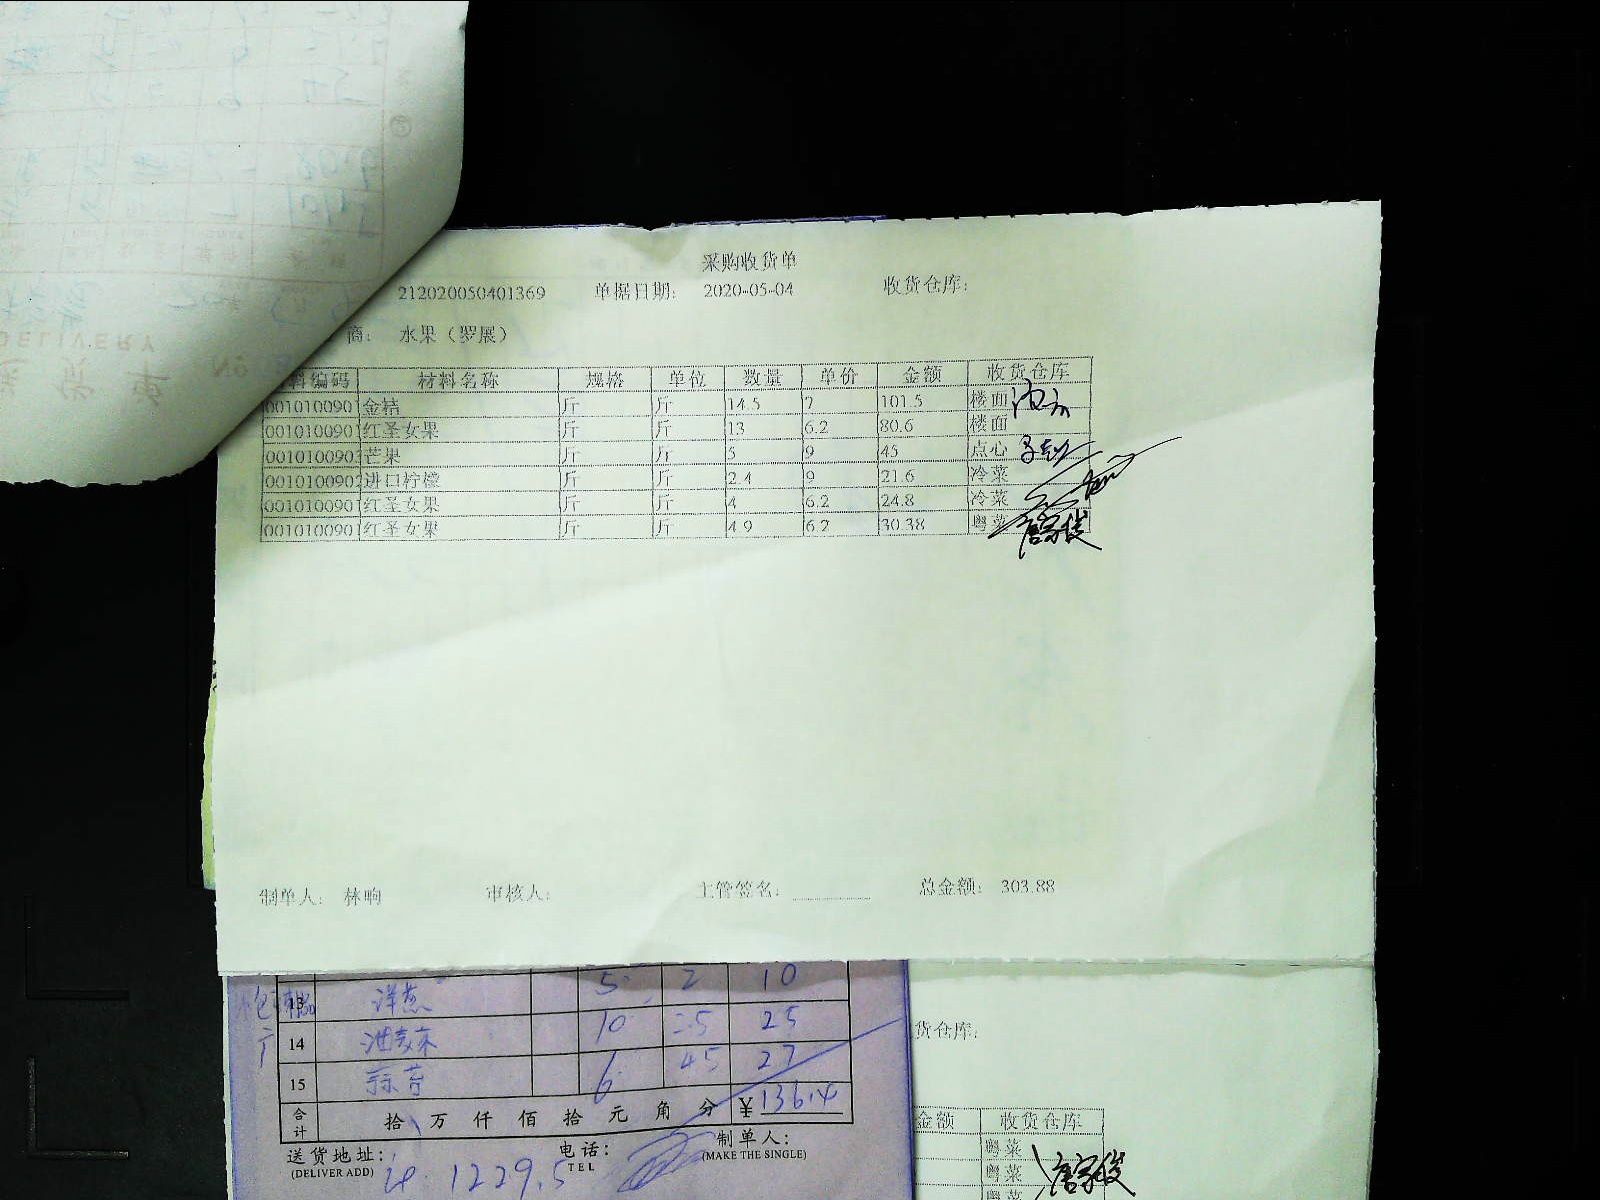 采购收货单
212020050401369 单据日期: 2020-05-04 收货仓库:
商: 水果（罗展）
料编码 材料名称 规格 单位 数量 单价 金额 收货仓库
0010100901 金桔 斤 斤 14.5 7 101.5 楼面
0010100901 红圣女果 斤 斤 13 6.2 80.6 楼面
0010100903 芒果 斤 斤 5 9 45 点心
0010100902 进口柠檬 斤 斤 2.4 9 21.6 冷菜
0010100901 红圣女果 斤 斤 4 6.2 24.8 冷菜
0010100901 红圣女果 斤 斤 4.9 6.2 30.38 粤菜
制单人: 林晌 审核人: 主管签名: 总金额: 303.88
13 洋葱 5 2 10
14 油麦菜 10 2.5 25
15 蒜苔 6 4.5 27
合计 拾 万 仟 佰 拾 元 角 分 ¥ 136.4
送货地址: 电话: 制单人:
(DELIVER ADD) TEL (MAKE THE SINGLE)
1229.5
货仓库:
金额 收货仓库
粤菜
粤菜
粤菜
DELIVERY
No